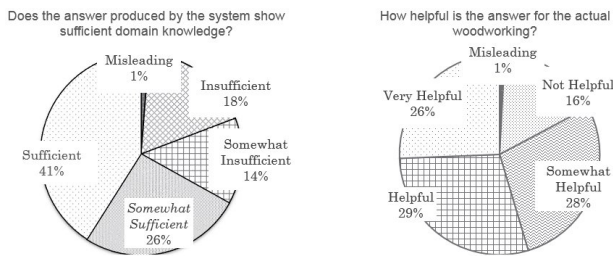 Does the answer produced by the system show
sufficient domain knowledge?
Misleading
1%
Insufficient
18%
Somewhat
Insufficient
14%
Somewhat
Sufficient
26%
Sufficient
41%
How helpful is the answer for the actual
woodworking?
Misleading
1%
Not Helpful
16%
Somewhat
Helpful
28%
Helpful
29%
Very Helpful
26%